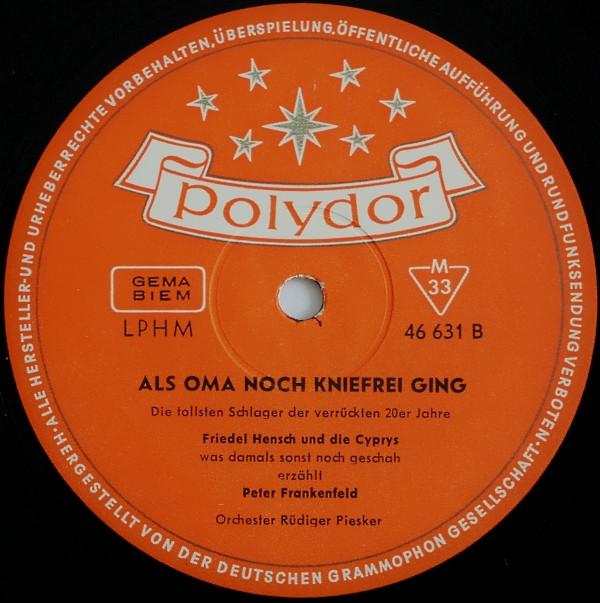 ALLE HERSTELLER-UND URHEBERRECHTE VORBEHALTEN, ÜBERSPIELUNG, ÖFFENTLICHE AUFFÜHRUNG UND RUNDFUNKSENDUNG VERBOTEN·
polydor
GEMA
BIEM
LPHM
M
33
46 631 B
ALS OMA NOCH KNIEFREI GING
Die tollsten Schlager der verrückten 20er Jahre
Friedel Hensch und die Cyprys
was damals sonst noch geschah
erzählt
Peter Frankenfeld
Orchester Rüdiger Piesker
·HERGESTELLT VON DER DEUTSCHEN GRAMMOPHON GESELLSCHAFT·